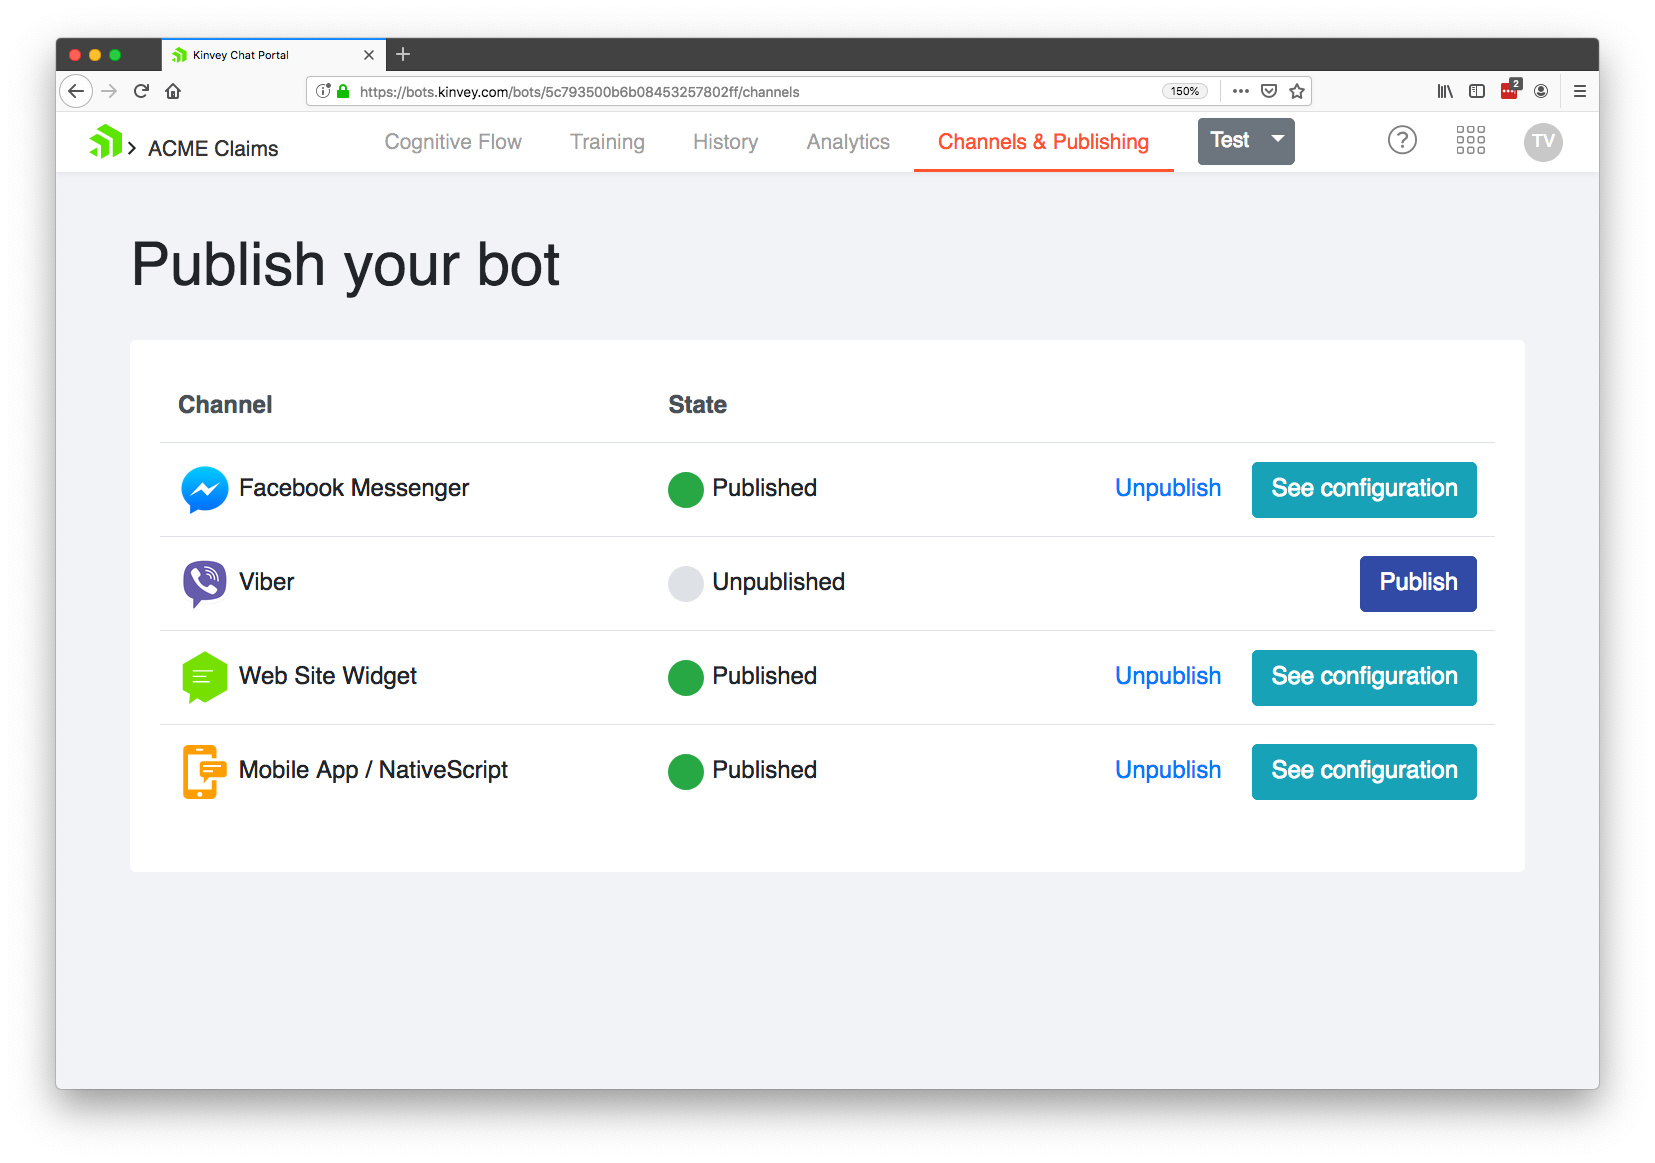 Kinvey Chat Portal
https://bots.kinvey.com/bots/5c793500b6b08453257802ff/channels 150% 2
ACME Claims Cognitive Flow Training History Analytics Channels & Publishing Test ? TV
Publish your bot
Channel State
Facebook Messenger Published Unpublish See configuration
Viber Unpublished Publish
Web Site Widget Published Unpublish See configuration
Mobile App / NativeScript Published Unpublish See configuration